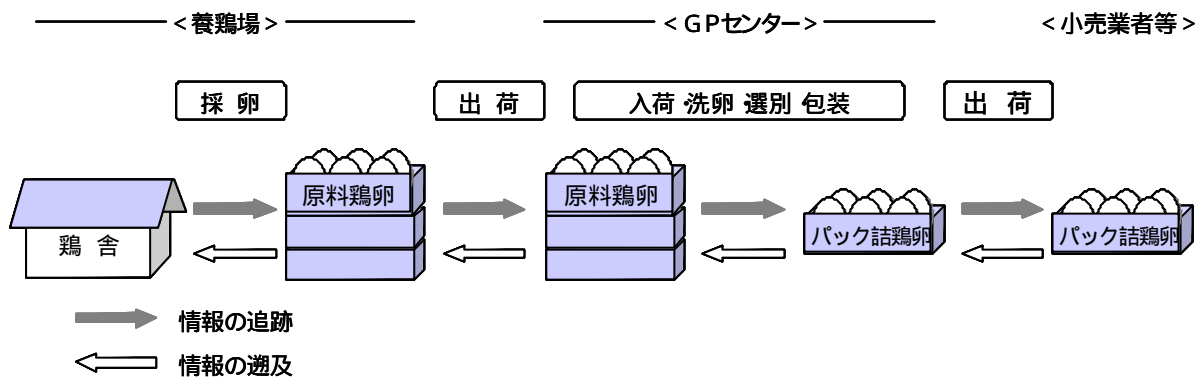 ＜養鶏場＞
＜ＧＰセンター＞
＜小売業者等＞
採 卵
出 荷
入荷・洗卵・選別・包装
出 荷
鶏 舎
原料鶏卵
原料鶏卵
パック詰鶏卵
パック詰鶏卵
情報の追跡
情報の遡及